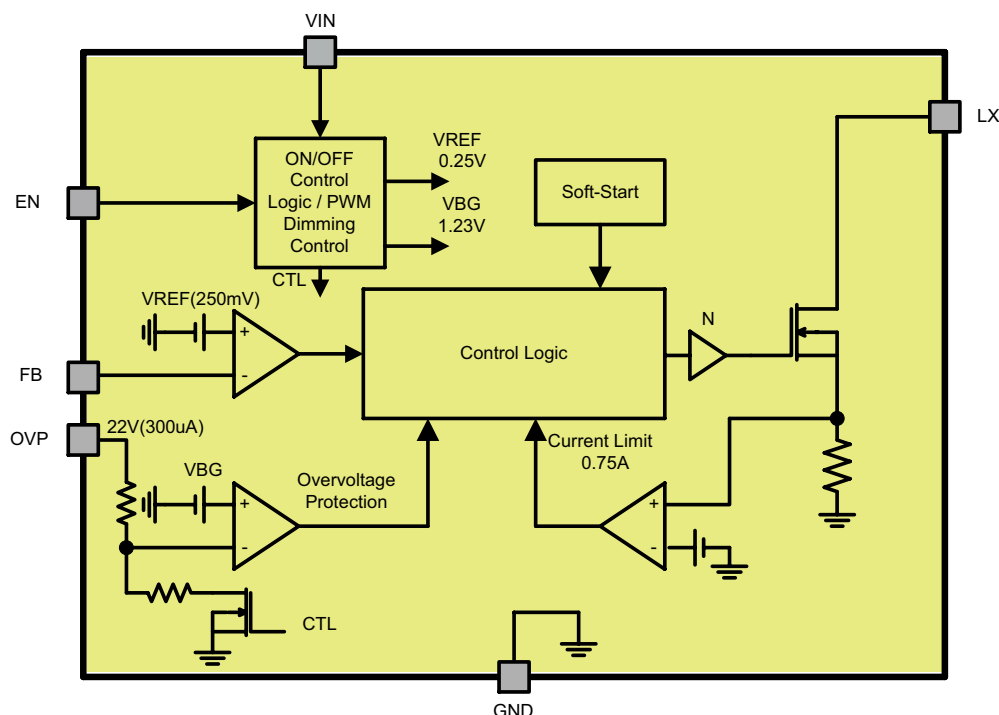 VIN
LX
EN
ON/OFF
Control
Logic / PWM
Dimming
Control
VREF
0.25V
VBG
1.23V
CTL
Soft-Start
VREF(250mV)
+
-
FB
Control Logic
N
OVP
22V(300uA)
VBG
+
-
Overvoltage
Protection
Current Limit
0.75A
+
-
CTL
GND